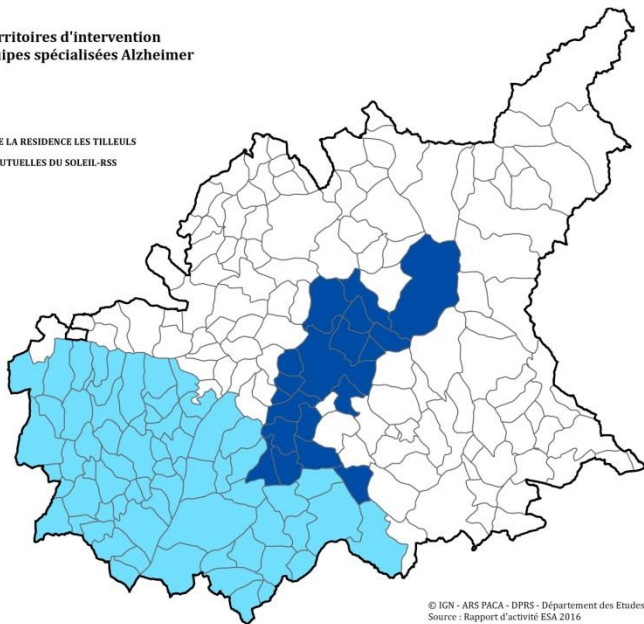 rritoires d'intervention
uipes spécialisées Alzheimer
E LA RESIDENCE LES TILLEULS
UTUELLES DU SOLEIL-RSS
© IGN - ARS PACA - DPRS - Département des Etudes
Source : Rapport d'activité ESA 2016